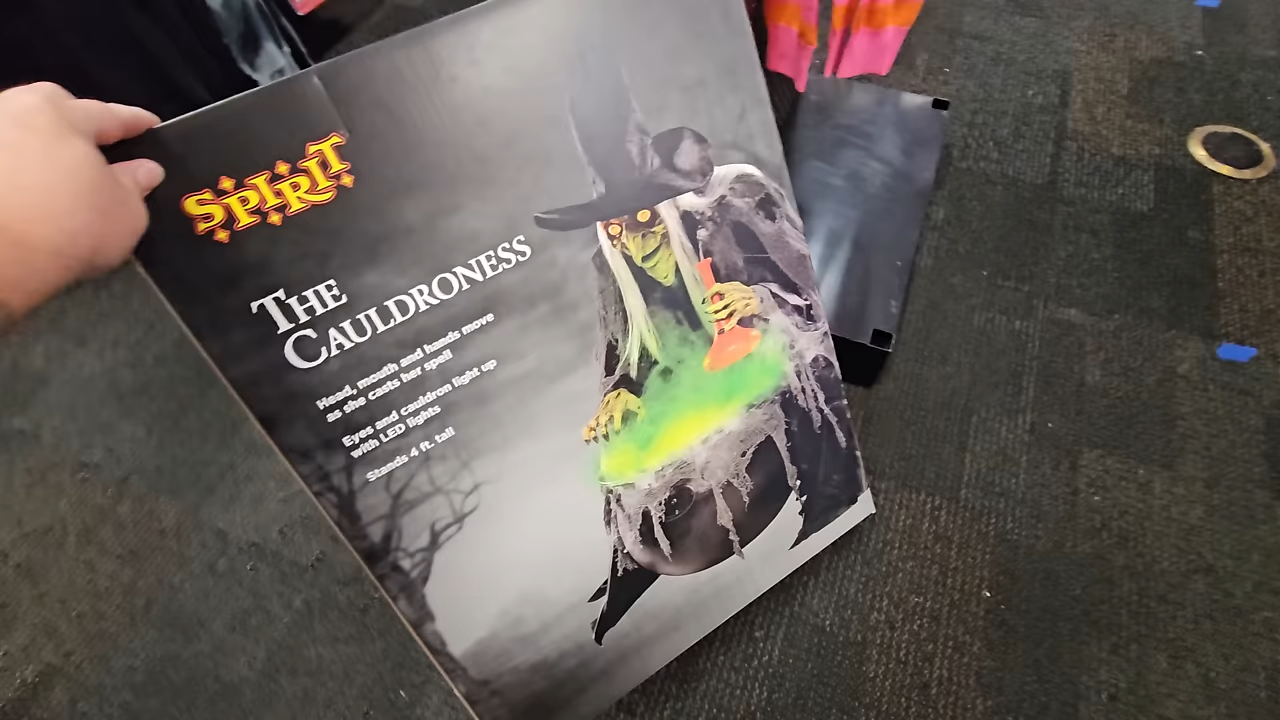 SPIRIT
THE
CAULDRONESS
Head, mouth and hands move
as she casts her spell
Eyes and cauldron light up
with LED lights
Stands 4 ft. tall